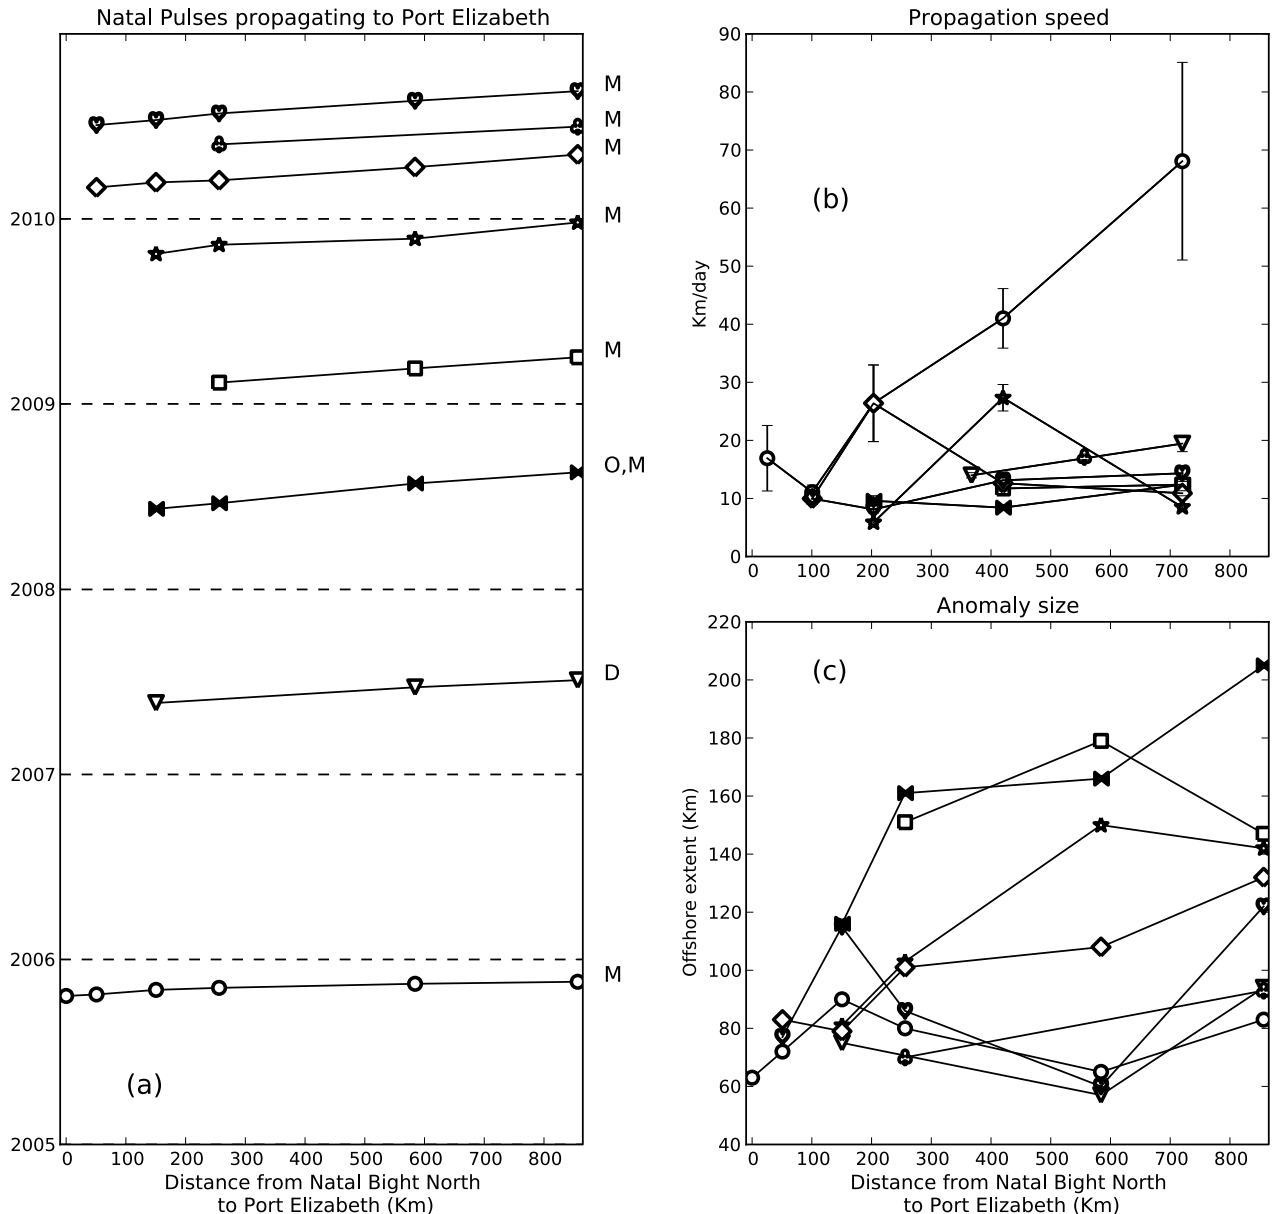 Natal Pulses propagating to Port Elizabeth
M
M
M
2010
M
M
2009
O,M
2008
D
2007
2006
M
(a)
2005
0 100 200 300 400 500 600 700 800
Distance from Natal Bight North
to Port Elizabeth (Km)
Propagation speed
90
80
70
60
50
40
30
20
10
0
Km/day
(b)
0 100 200 300 400 500 600 700 800
Anomaly size
220
200
180
160
140
120
100
80
60
40
Offshore extent (Km)
(c)
0 100 200 300 400 500 600 700 800
Distance from Natal Bight North
to Port Elizabeth (Km)